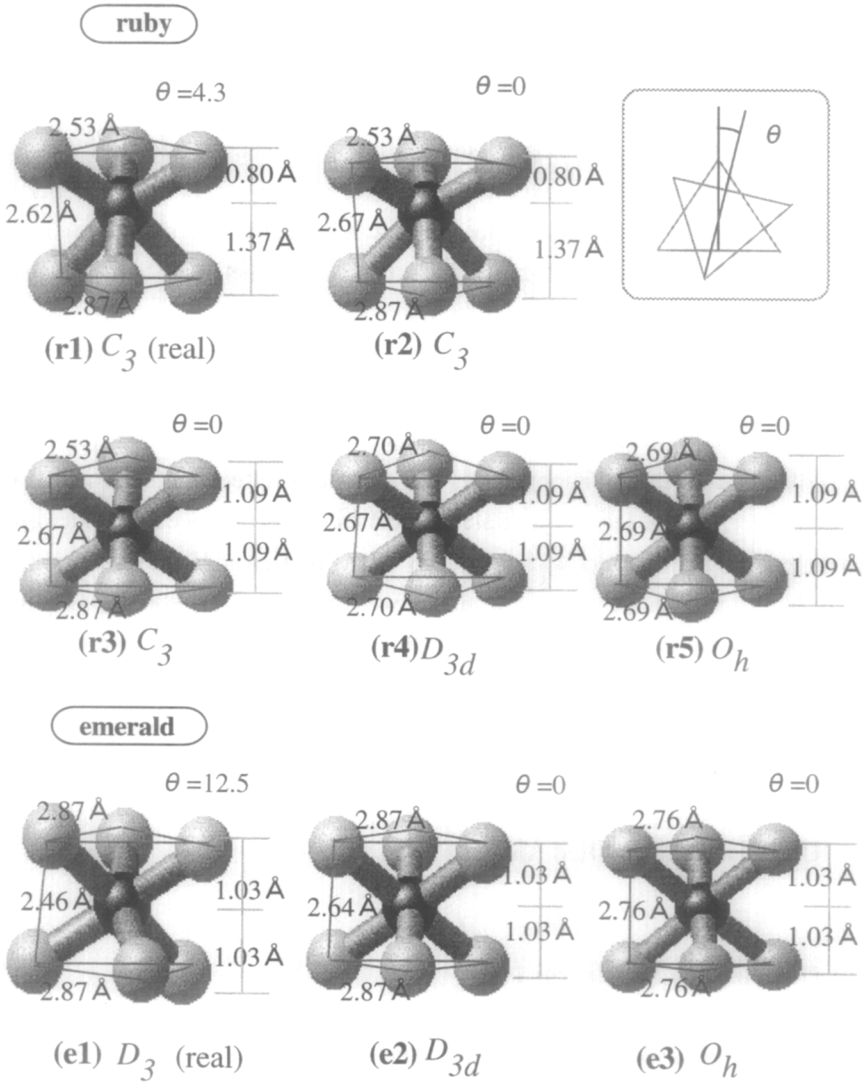 ruby
θ =4.3
2.53 Å
0.80 Å
2.62 Å
1.37 Å
2.87 Å
(r1) C3 (real)
θ =0
2.53 Å
0.80 Å
2.67 Å
1.37 Å
2.87 Å
(r2) C3
θ
θ =0
2.53 Å
1.09 Å
2.67 Å
1.09 Å
2.87 Å
(r3) C3
θ =0
2.70 Å
1.09 Å
2.67 Å
1.09 Å
2.70 Å
(r4) D3d
θ =0
2.69 Å
1.09 Å
2.69 Å
1.09 Å
2.69 Å
(r5) Oh
emerald
θ =12.5
2.87 Å
1.03 Å
2.46 Å
1.03 Å
2.87 Å
(e1) D3 (real)
θ =0
2.87 Å
1.03 Å
2.64 Å
1.03 Å
2.87 Å
(e2) D3d
θ =0
2.76 Å
1.03 Å
2.76 Å
1.03 Å
2.76 Å
(e3) Oh